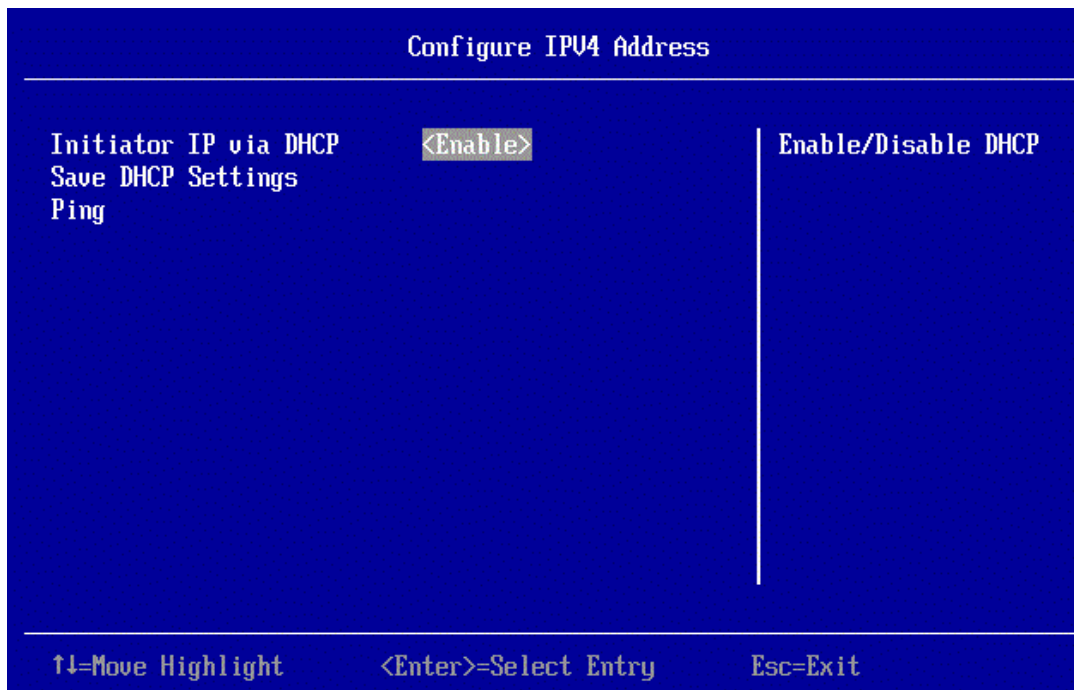 Configure IPV4 Address
Initiator IP via DHCP <Enable> Enable/Disable DHCP
Save DHCP Settings
Ping
↑↓=Move Highlight <Enter>=Select Entry Esc=Exit